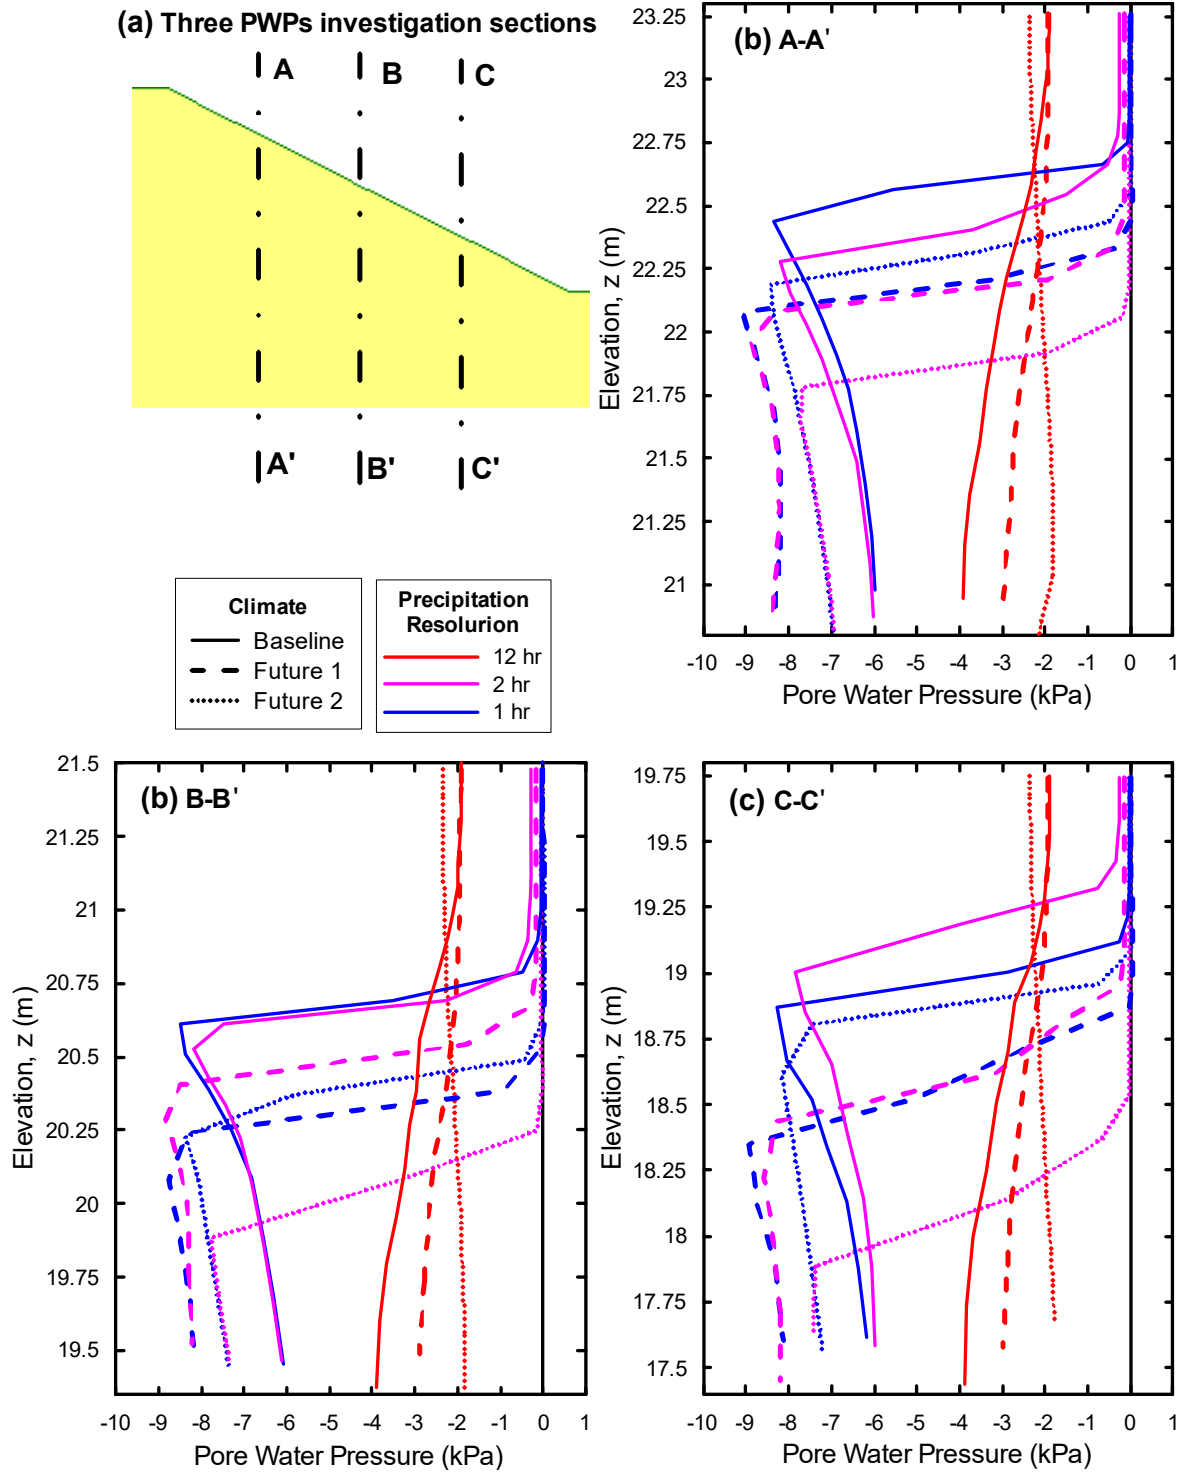 (a) Three PWPs investigation sections
A
B
C
A'
B'
C'
Climate
Baseline
Future 1
Future 2
Precipitation
Resolurion
12 hr
2 hr
1 hr
(b) A-A'
23.25
23
22.75
22.5
22.25
22
21.75
21.5
21.25
21
Elevation, z (m)
-10 -9 -8 -7 -6 -5 -4 -3 -2 -1 0 1
Pore Water Pressure (kPa)
(b) B-B'
21.5
21.25
21
20.75
20.5
20.25
20
19.75
19.5
Elevation, z (m)
-10 -9 -8 -7 -6 -5 -4 -3 -2 -1 0 1
Pore Water Pressure (kPa)
(c) C-C'
19.75
19.5
19.25
19
18.75
18.5
18.25
18
17.75
17.5
Elevation, z (m)
-10 -9 -8 -7 -6 -5 -4 -3 -2 -1 0 1
Pore Water Pressure (kPa)